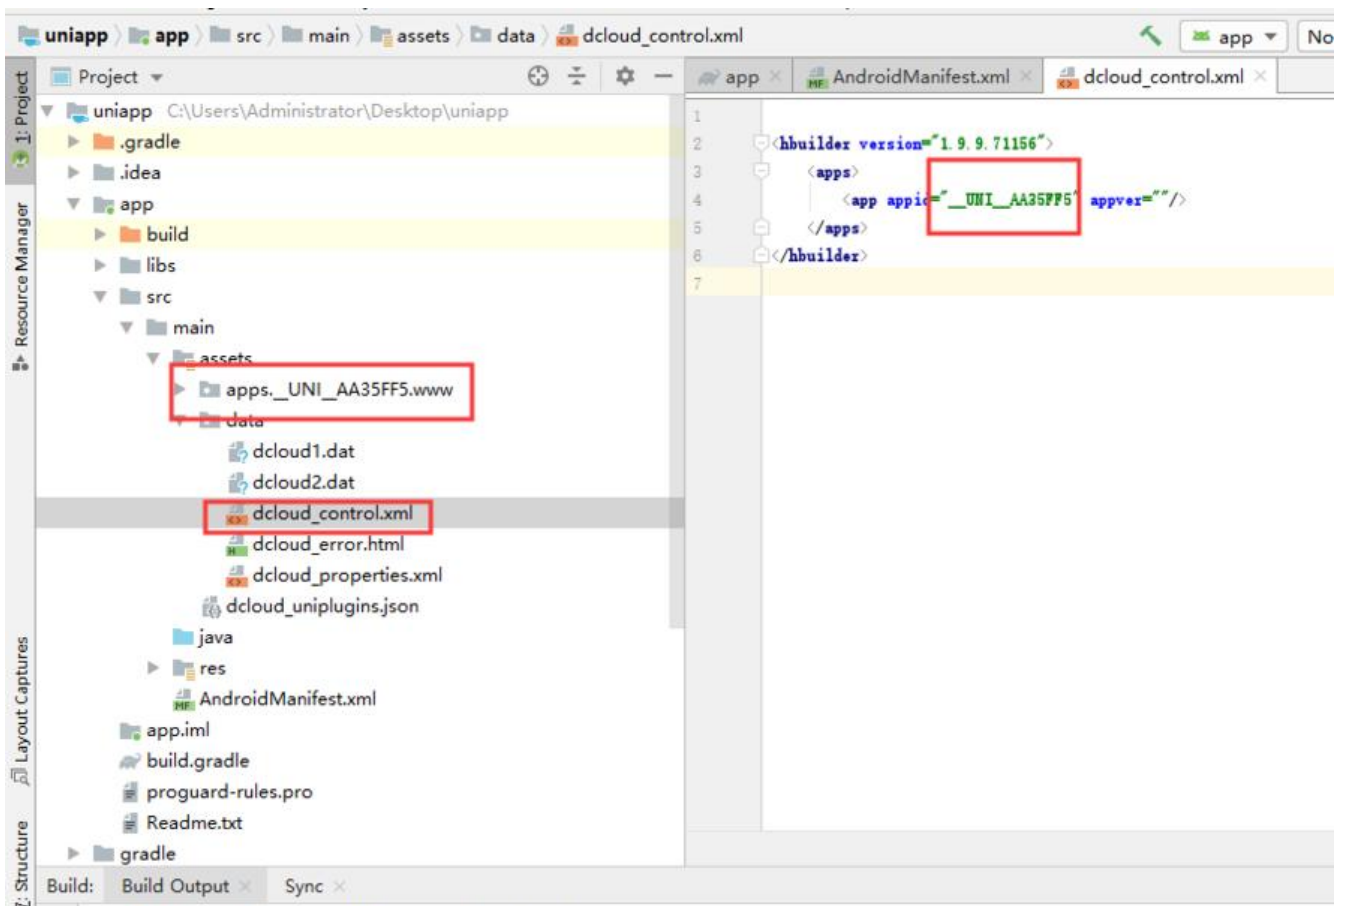 uniapp app src main assets data dcloud_control.xml app No
Project app AndroidManifest.xml dcloud_control.xml
1: Project
Resource Manager
Layout Captures
Z: Structure
uniapp C:\Users\Administrator\Desktop\uniapp
.gradle
.idea
app
build
libs
src
main
assets
apps.__UNI__AA35FF5.www
data
dcloud1.dat
dcloud2.dat
dcloud_control.xml
dcloud_error.html
dcloud_properties.xml
dcloud_uniplugins.json
java
res
AndroidManifest.xml
app.iml
build.gradle
proguard-rules.pro
Readme.txt
gradle
1
2 <hbuilder version="1.9.9.71156">
3 <apps>
4 <app appid="__UNI__AA35FF5" appver=""/>
5 </apps>
6 </hbuilder>
7
Build: Build Output Sync